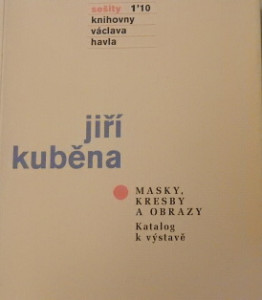 sešity 1'10
knihovny
václava
havla
jiří
kuběna
MASKY,
KRESBY
A OBRAZY
Katalog
k výstavě